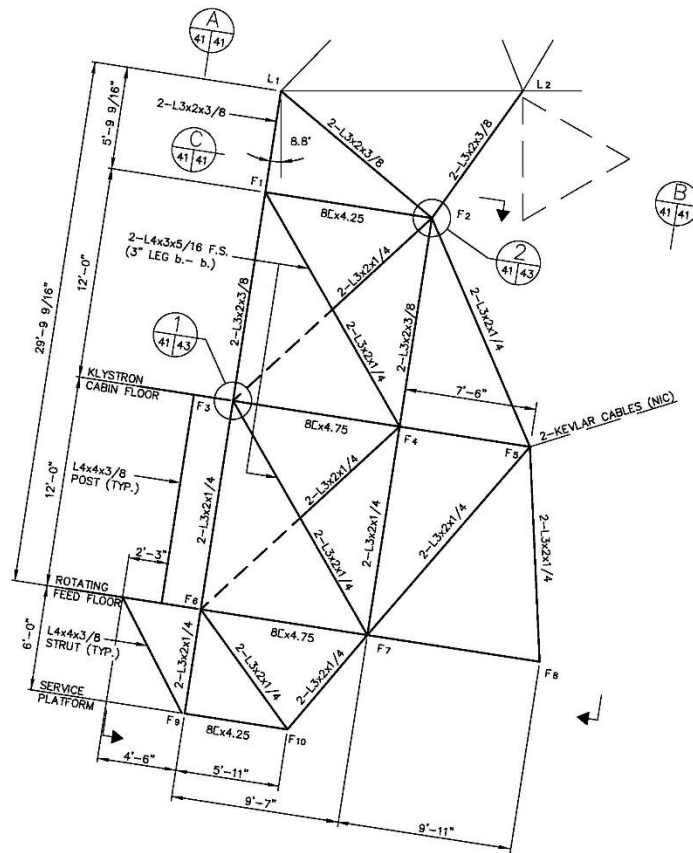 A
41 41
L1
L2
2-L3x2x3/8
5'-9 9/16"
C
41 41
8.8°
2-L3x2x3/8
2-L3x2x3/8
B
41 41
F1
8[x4.25
F2
2
41 43
2-L4x3x5/16 F.S.
(3" LEG b.- b.)
12'-0"
29'-9 9/16"
2-L3x2x1/4
2-L3x2x3/8
2-L3x2x1/4
2-L3x2x3/8
2-L3x2x1/4
1
41 43
7'-6"
KLYSTRON
CABIN FLOOR
F3
8[x4.75
F4
F5
2-KEVLAR CABLES (NIC)
L4x4x3/8
POST (TYP.)
12'-0"
2-L3x2x1/4
2-L3x2x1/4
2-L3x2x1/4
2-L3x2x1/4
2-L3x2x1/4
2-L3x2x1/4
2'-3"
ROTATING
FEED FLOOR
F6
8[x4.75
F7
F8
L4x4x3/8
STRUT (TYP.)
6'-0"
2-L3x2x1/4
2-L3x2x1/4
2-L3x2x1/4
SERVICE
PLATFORM
F9
8[x4.25
F10
4'-6"
5'-11"
9'-7"
9'-11"